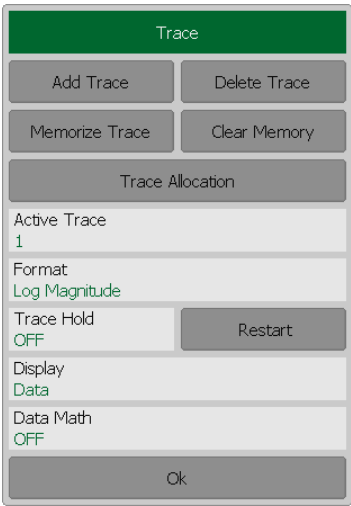 Trace
Add Trace
Delete Trace
Memorize Trace
Clear Memory
Trace Allocation
Active Trace
1
Format
Log Magnitude
Trace Hold
OFF
Restart
Display
Data
Data Math
OFF
Ok